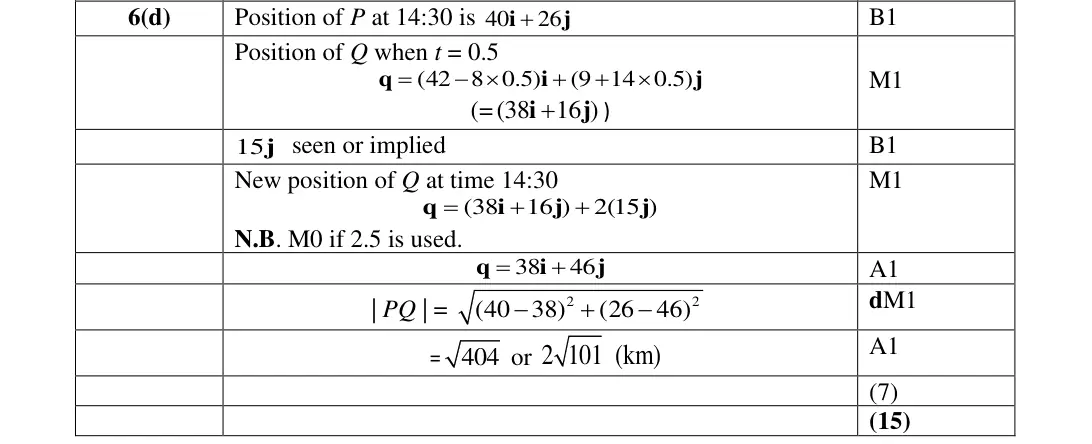 6(d) Position of P at 14:30 is 40i + 26j B1
Position of Q when t = 0.5
q = (42 − 8×0.5)i + (9 + 14×0.5)j M1
(= (38i + 16j))
15j seen or implied B1
New position of Q at time 14:30 M1
q = (38i + 16j) + 2(15j)
N.B. M0 if 2.5 is used.
q = 38i + 46j A1
| PQ | = √((40 − 38)² + (26 − 46)²) dM1
= √404 or 2√101 (km) A1
(7)
(15)